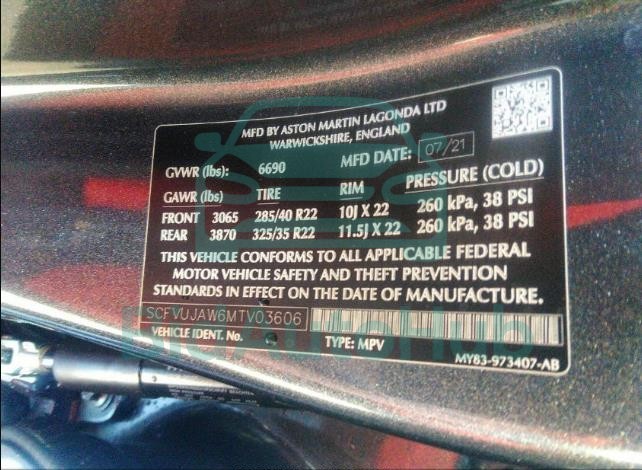 MFD BY ASTON MARTIN LAGONDA LTD
WARWICKSHIRE, ENGLAND
GVWR (lbs): 6690 MFD DATE: 07/21
GAWR (lbs): TIRE RIM PRESSURE (COLD)
FRONT 3065 285/40 R22 10J X 22 260 kPa, 38 PSI
REAR 3870 325/35 R22 11.5J X 22 260 kPa, 38 PSI
THIS VEHICLE CONFORMS TO ALL APPLICABLE FEDERAL
MOTOR VEHICLE SAFETY AND THEFT PREVENTION
STANDARDS IN EFFECT ON THE DATE OF MANUFACTURE.
SCFVUJAW6MTV03606
VEHICLE IDENT. No. TYPE: MPV
MY83-973407-AB